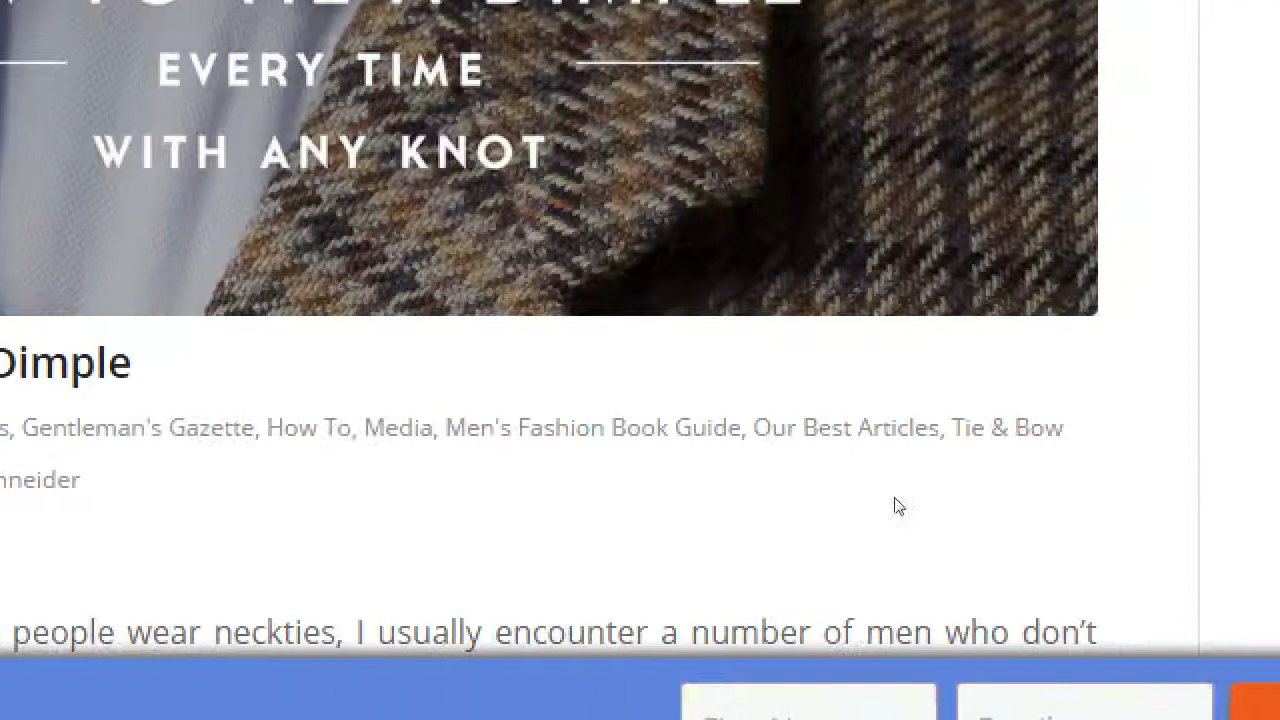 EVERY TIME
WITH ANY KNOT
Dimple
Gentleman's Gazette, How To, Media, Men's Fashion Book Guide, Our Best Articles, Tie & Bow
people wear neckties, I usually encounter a number of men who don't